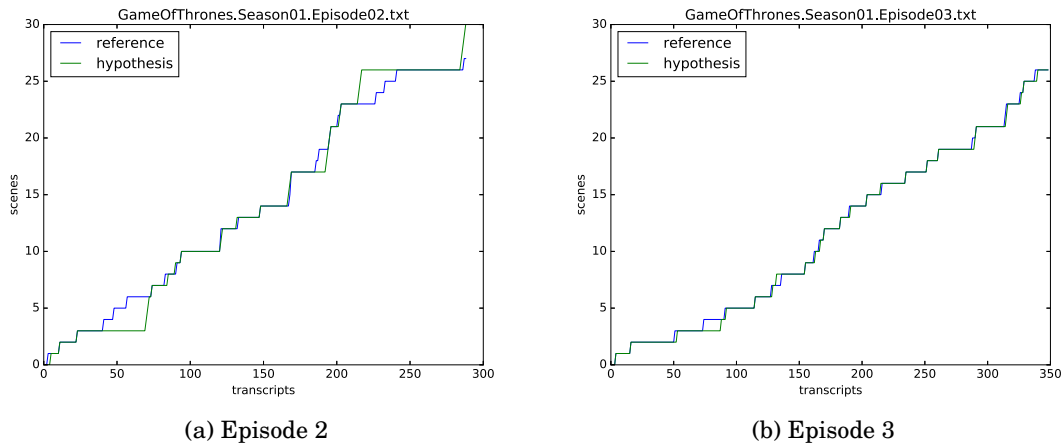 GameOfThrones.Season01.Episode02.txt
30
25
20
15
10
5
0
scenes
reference
hypothesis
0 50 100 150 200 250 300
transcripts
(a) Episode 2
GameOfThrones.Season01.Episode03.txt
30
25
20
15
10
5
0
scenes
reference
hypothesis
0 50 100 150 200 250 300 350
transcripts
(b) Episode 3